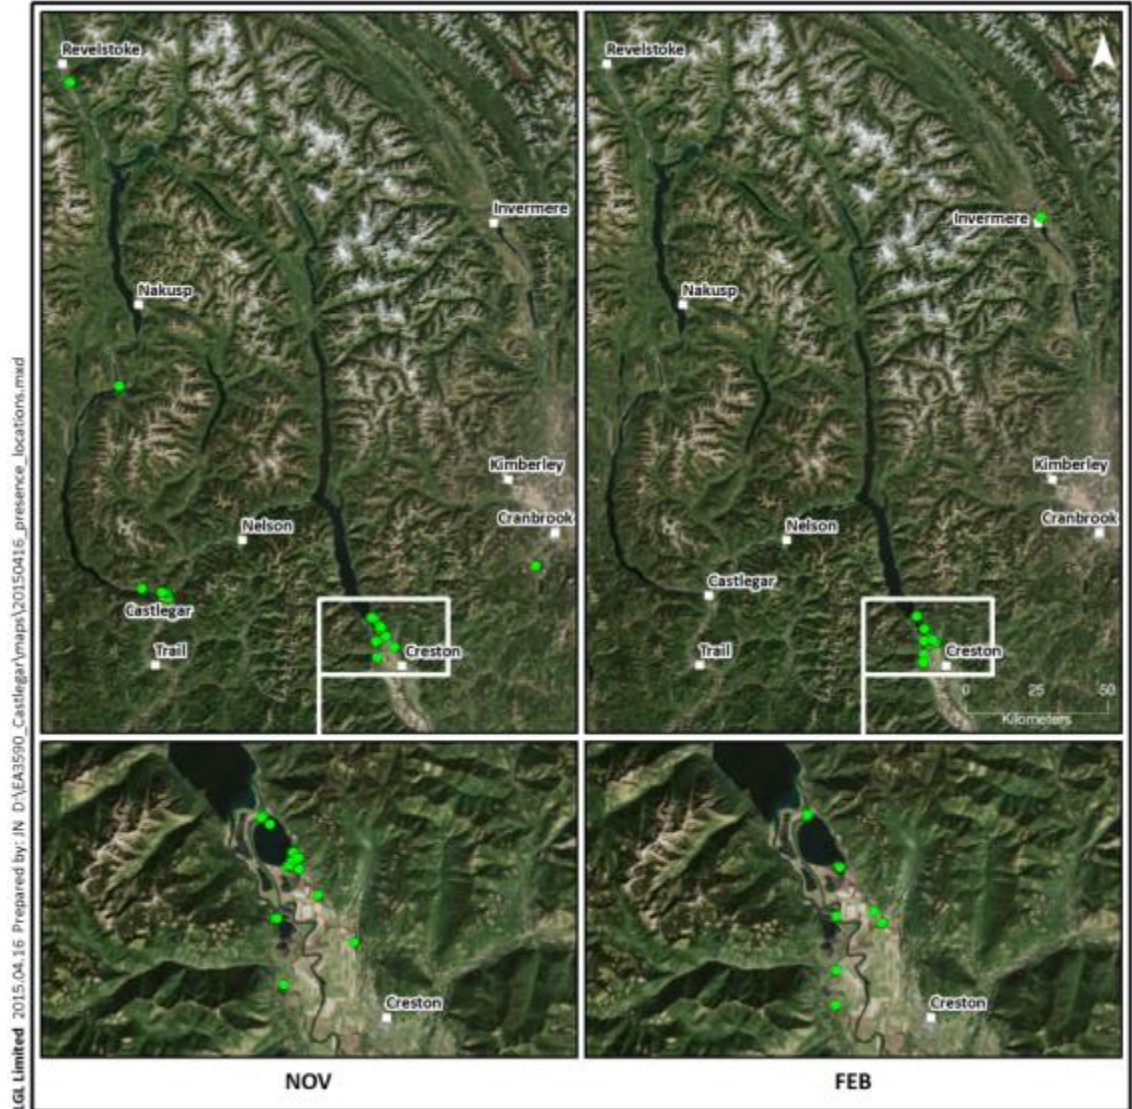 LGL Limited 2015.04.16 Prepared by: JN D:\EA3590_Castlegar\maps\20150416_presence_locations.mxd
Revelstoke
Invermere
Nakusp
Kimberley
Cranbrook
Nelson
Castlegar
Trail
Creston
N
Revelstoke
Invermere
Nakusp
Kimberley
Cranbrook
Nelson
Castlegar
Trail
Creston
0 25 50
Kilometers
Creston
Creston
NOV
FEB